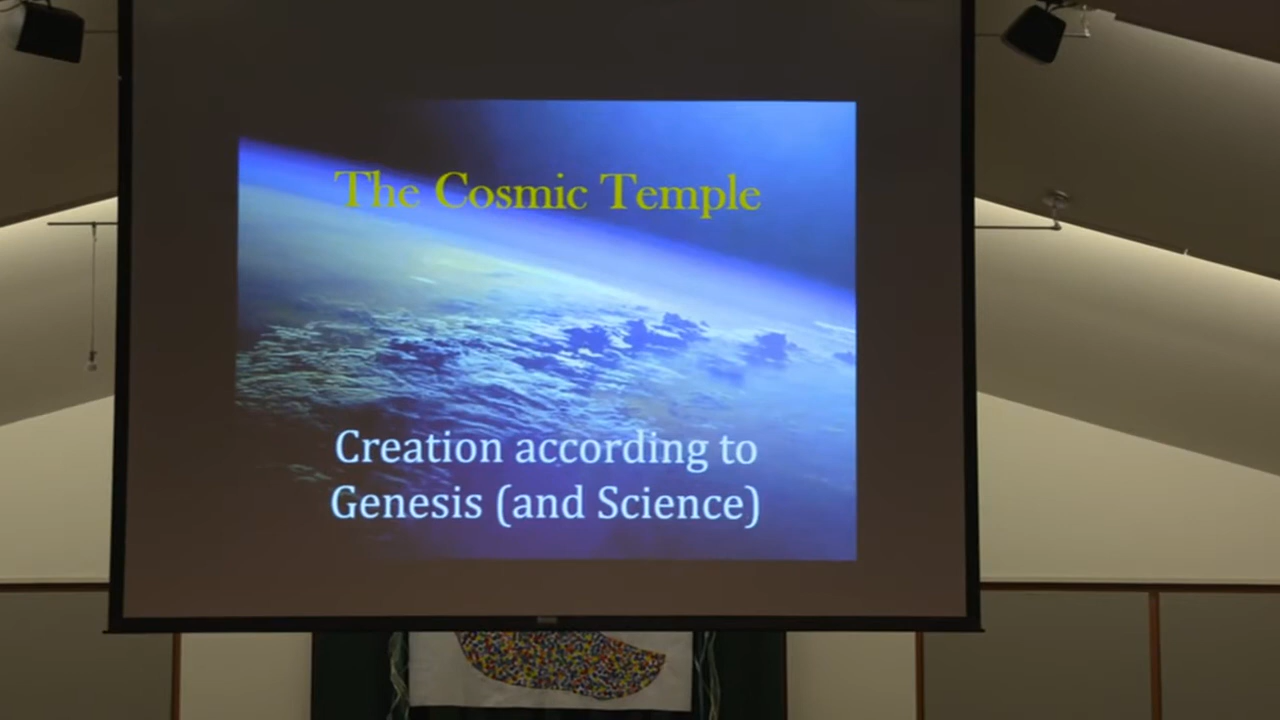 The Cosmic Temple
Creation according to
Genesis (and Science)